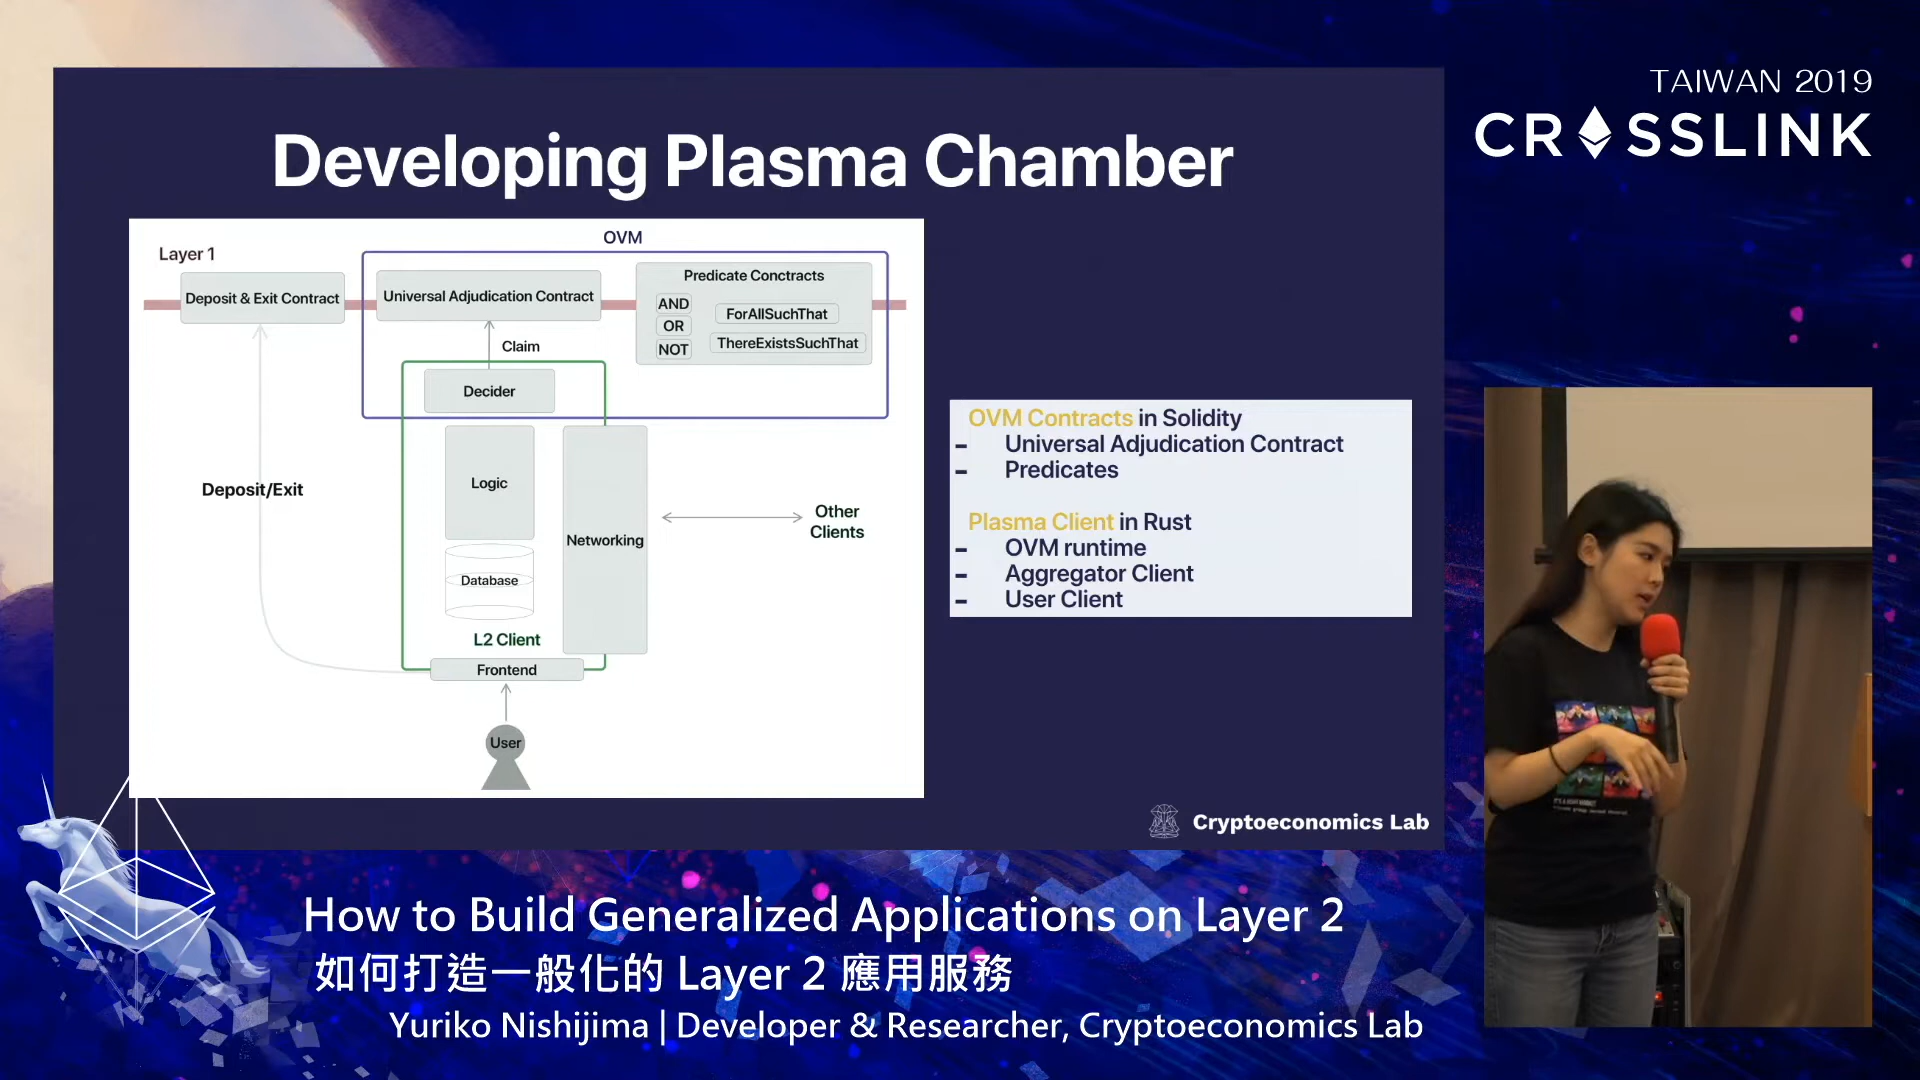 TAIWAN 2019
CROSSLINK
Developing Plasma Chamber
OVM
Layer 1
Deposit & Exit Contract
Universal Adjudication Contract
Predicate Conctracts
AND
OR
NOT
ForAllSuchThat
ThereExistsSuchThat
Claim
Decider
Logic
Database
Networking
L2 Client
Frontend
User
Deposit/Exit
Other
Clients
OVM Contracts in Solidity
- Universal Adjudication Contract
- Predicates
Plasma Client in Rust
- OVM runtime
- Aggregator Client
- User Client
Cryptoeconomics Lab
How to Build Generalized Applications on Layer 2
如何打造一般化的 Layer 2 應用服務
Yuriko Nishijima | Developer & Researcher, Cryptoeconomics Lab